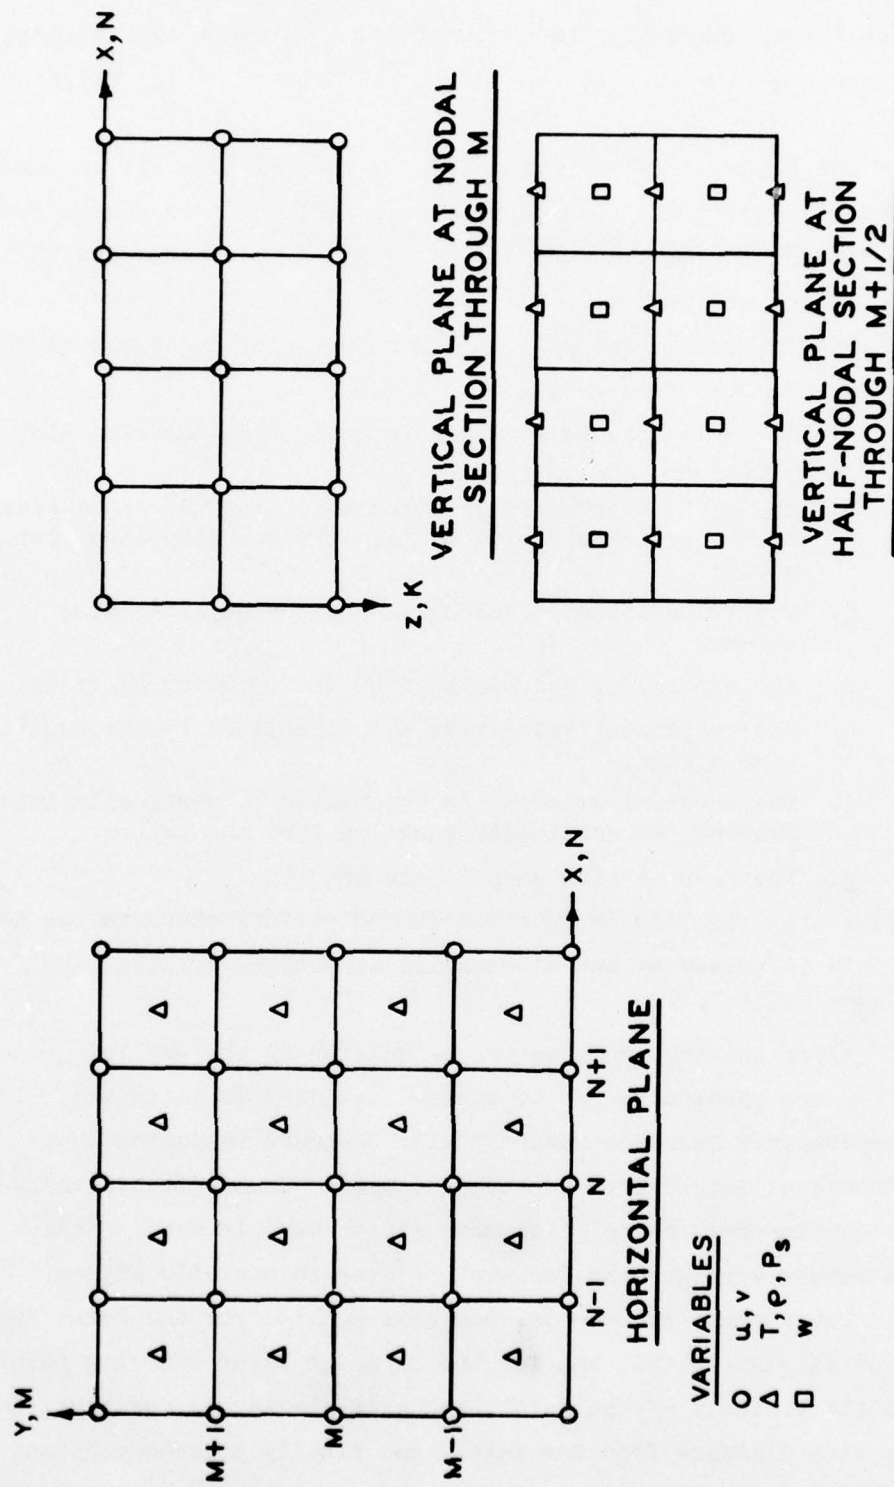 Y, M
M+1
M
M-1
N-1
N
N+1
X, N
HORIZONTAL PLANE
VARIABLES
○ u, v
△ T, ρ, Ps
□ w
X, N
Z, K
VERTICAL PLANE AT NODAL
SECTION THROUGH M
VERTICAL PLANE AT
HALF-NODAL SECTION
THROUGH M+1/2